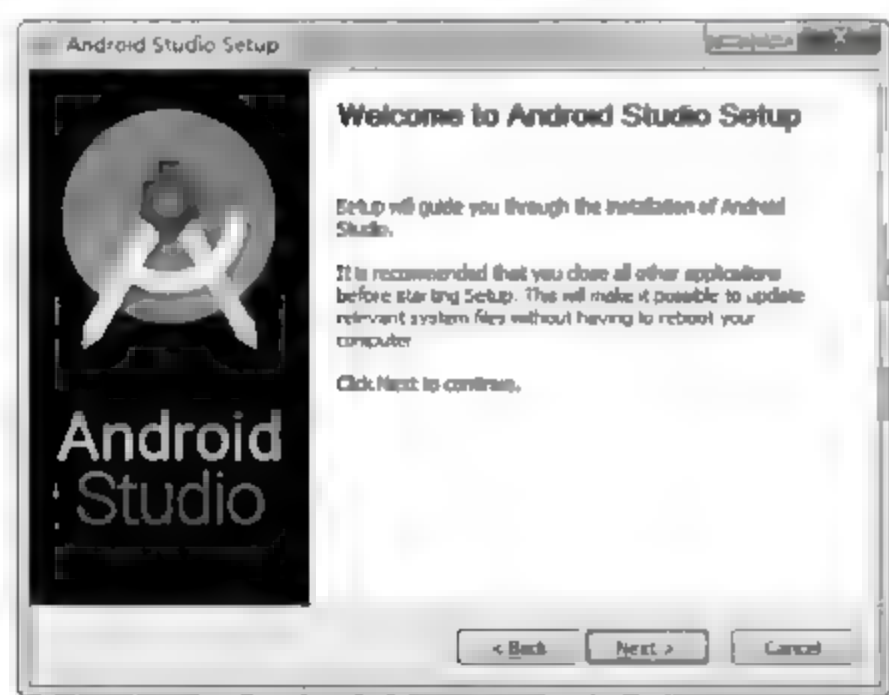 Android Studio Setup
Welcome to Android Studio Setup
Setup will guide you through the installation of Android
Studio.
It is recommended that you close all other applications
before starting Setup. This will make it possible to update
relevant system files without having to reboot your
computer
Click Next to continue.
Android
Studio
< Back
Next >
Cancel